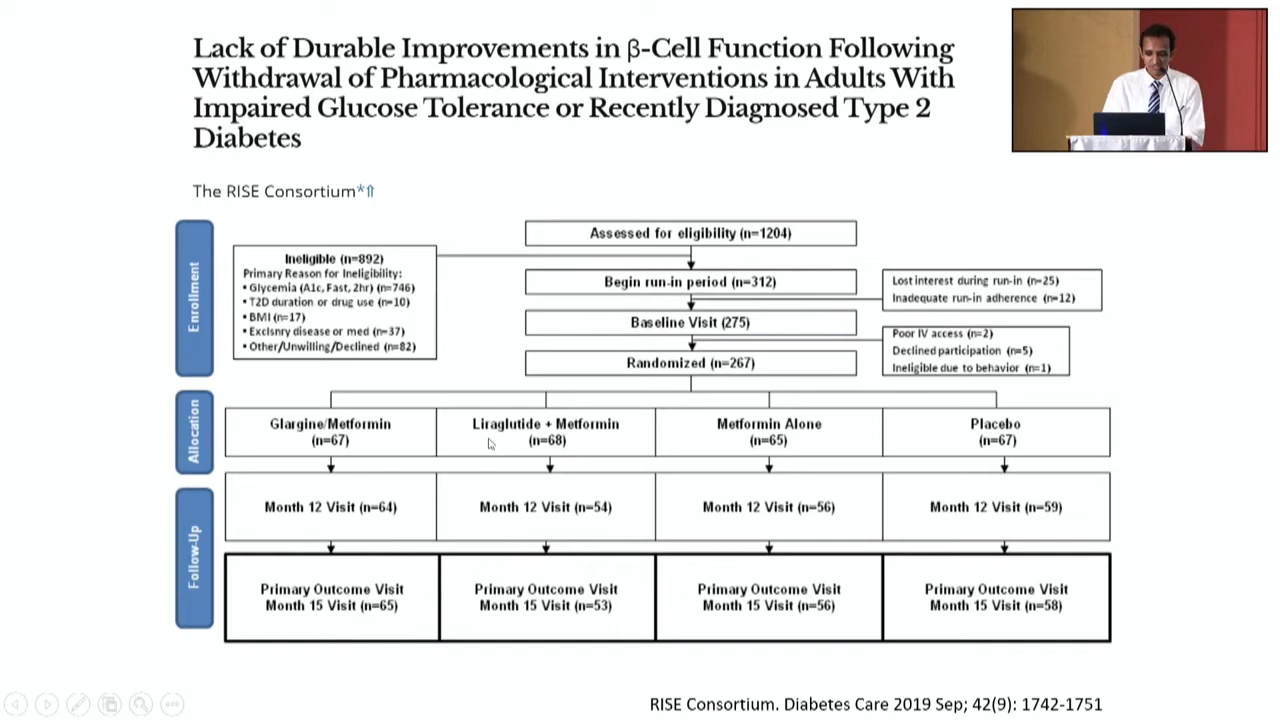 Lack of Durable Improvements in β-Cell Function Following
Withdrawal of Pharmacological Interventions in Adults With
Impaired Glucose Tolerance or Recently Diagnosed Type 2
Diabetes
The RISE Consortium*⇑
Enrollment
Assessed for eligibility (n=1204)
Ineligible (n=892)
Primary Reason for Ineligibility:
• Glycemia (A1c, Fast, 2hr) (n=746)
• T2D duration or drug use (n=10)
• BMI (n=17)
• Exclsnry disease or med (n=37)
• Other/Unwilling/Declined (n=82)
Begin run-in period (n=312)
Lost interest during run-in (n=25)
Inadequate run-in adherence (n=12)
Baseline Visit (275)
Poor IV access (n=2)
Declined participation (n=5)
Ineligible due to behavior (n=1)
Randomized (n=267)
Allocation
Glargine/Metformin
(n=67)
Liraglutide + Metformin
(n=68)
Metformin Alone
(n=65)
Placebo
(n=67)
Follow-Up
Month 12 Visit (n=64)
Month 12 Visit (n=54)
Month 12 Visit (n=56)
Month 12 Visit (n=59)
Primary Outcome Visit
Month 15 Visit (n=65)
Primary Outcome Visit
Month 15 Visit (n=53)
Primary Outcome Visit
Month 15 Visit (n=56)
Primary Outcome Visit
Month 15 Visit (n=58)
RISE Consortium. Diabetes Care 2019 Sep; 42(9): 1742-1751